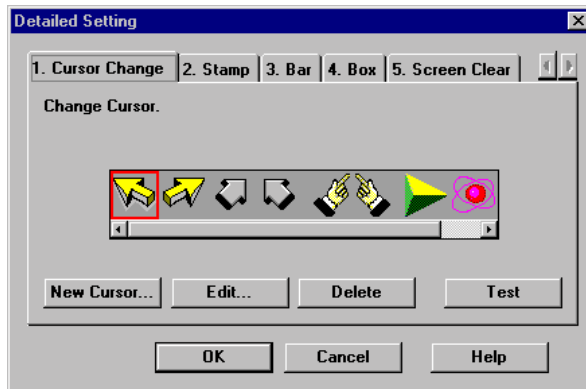 Detailed Setting
1. Cursor Change 2. Stamp 3. Bar 4. Box 5. Screen Clear
Change Cursor.
New Cursor... Edit... Delete Test
OK Cancel Help